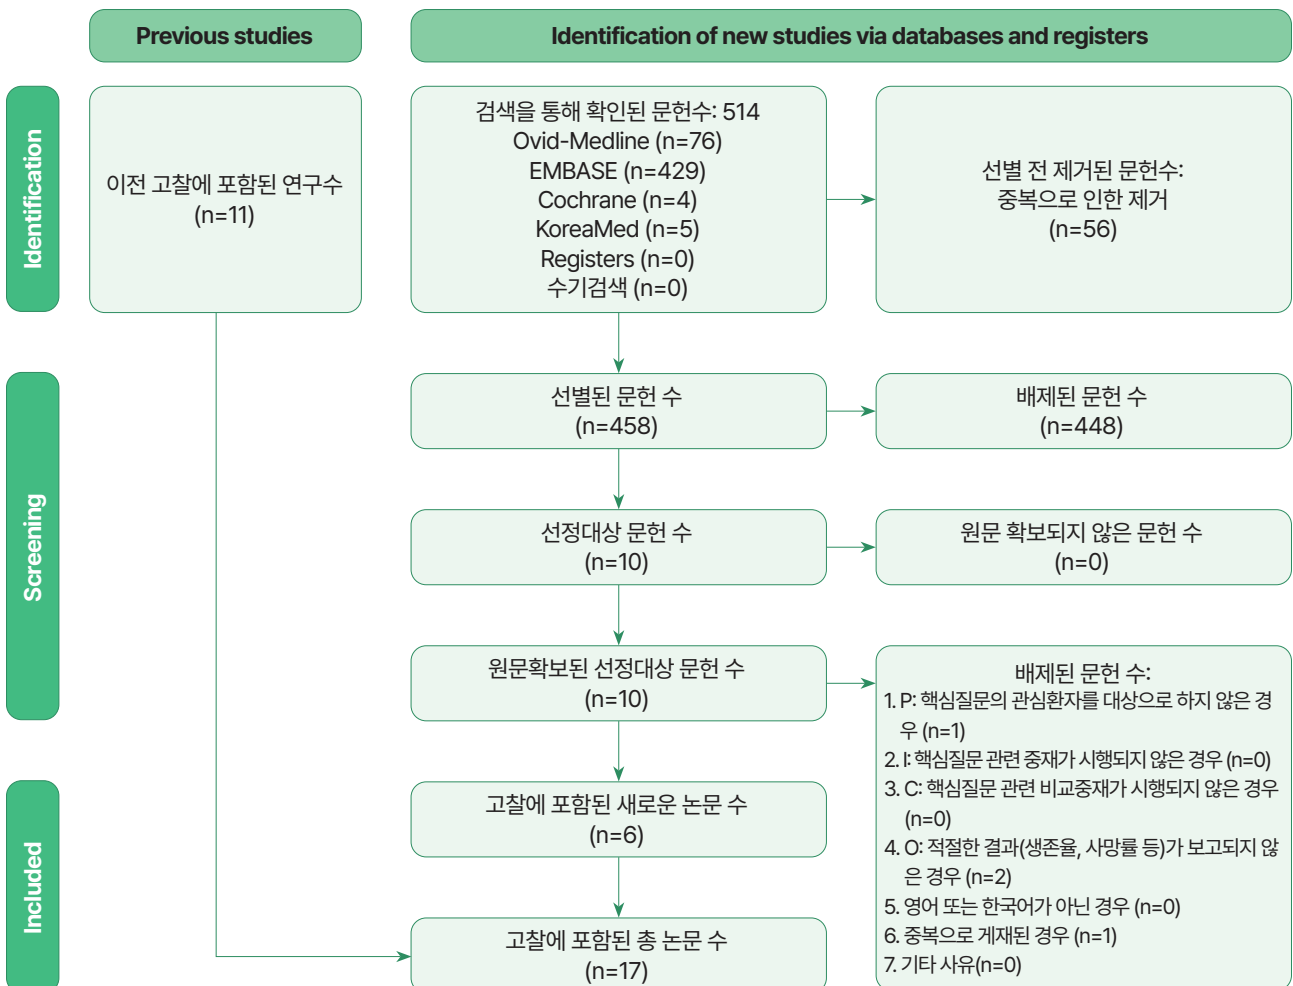 Previous studies
Identification of new studies via databases and registers
Identification
이전 고찰에 포함된 연구수
(n=11)
검색을 통해 확인된 문헌수: 514
Ovid-Medline (n=76)
EMBASE (n=429)
Cochrane (n=4)
KoreaMed (n=5)
Registers (n=0)
수기검색 (n=0)
선별 전 제거된 문헌수:
중복으로 인한 제거
(n=56)
Screening
선별된 문헌 수
(n=458)
배제된 문헌 수
(n=448)
선정대상 문헌 수
(n=10)
원문 확보되지 않은 문헌 수
(n=0)
원문확보된 선정대상 문헌 수
(n=10)
배제된 문헌 수:
1. P: 핵심질문의 관심환자를 대상으로 하지 않은 경
우 (n=1)
2. I: 핵심질문 관련 중재가 시행되지 않은 경우 (n=0)
3. C: 핵심질문 관련 비교중재가 시행되지 않은 경우
(n=0)
4. O: 적절한 결과(생존율, 사망률 등)가 보고되지 않
은 경우 (n=2)
5. 영어 또는 한국어가 아닌 경우 (n=0)
6. 중복으로 게재된 경우 (n=1)
7. 기타 사유(n=0)
Included
고찰에 포함된 새로운 논문 수
(n=6)
고찰에 포함된 총 논문 수
(n=17)